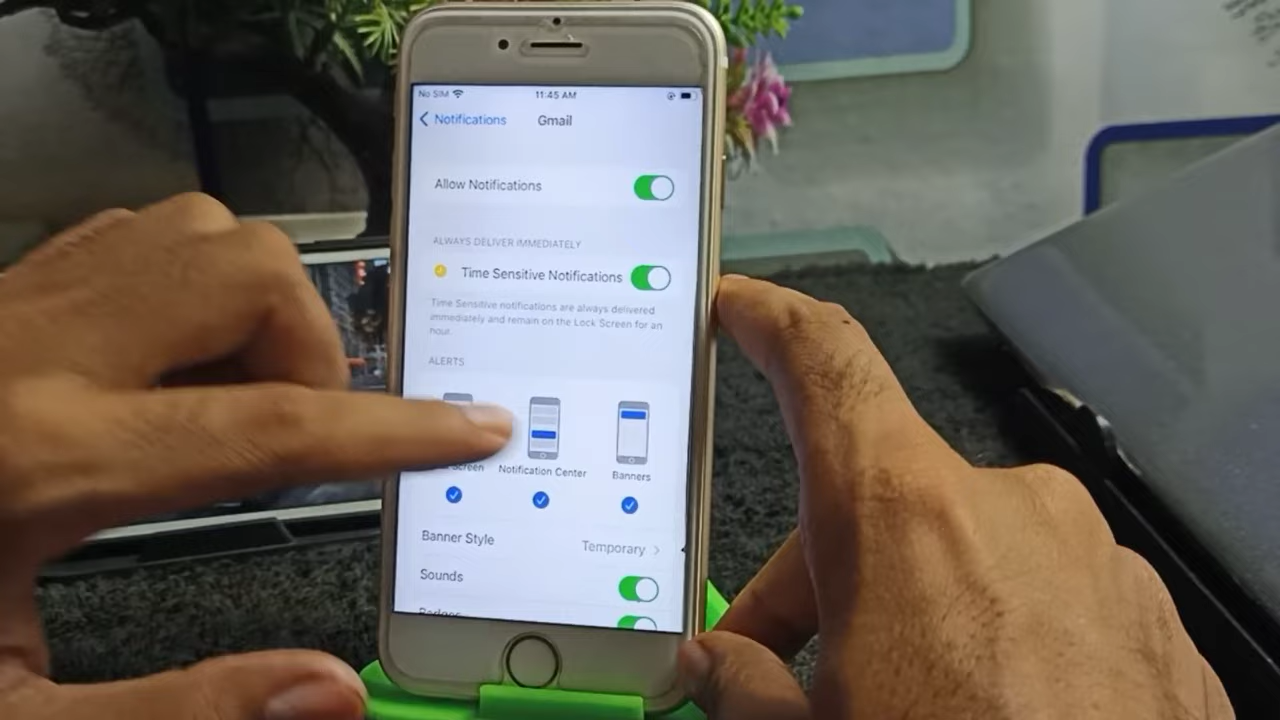 No SIM 11:45 AM
Notifications Gmail
Allow Notifications
ALWAYS DELIVER IMMEDIATELY
Time Sensitive Notifications
Time Sensitive notifications are always delivered
immediately and remain on the Lock Screen for an
hour.
ALERTS
Screen Notification Center Banners
Banner Style Temporary
Sounds
Badges